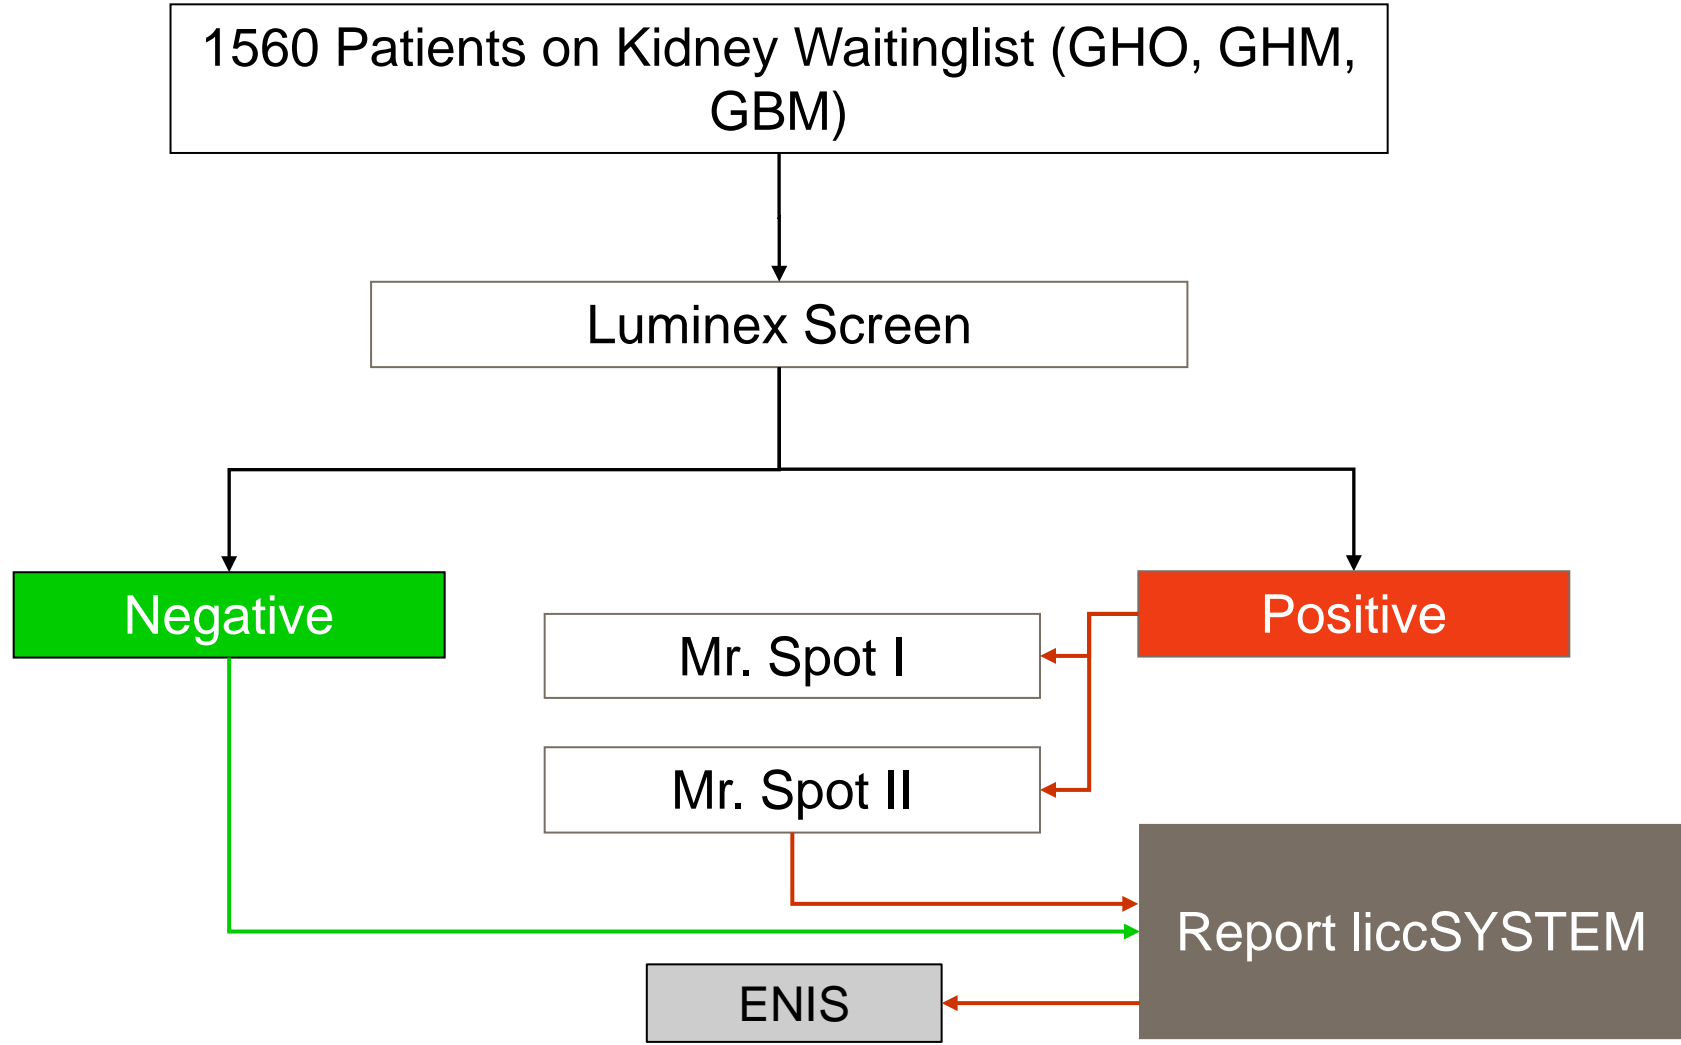 1560 Patients on Kidney Waitinglist (GHO, GHM,
GBM)
Luminex Screen
Negative
Positive
Mr. Spot I
Mr. Spot II
Report liccSYSTEM
ENIS